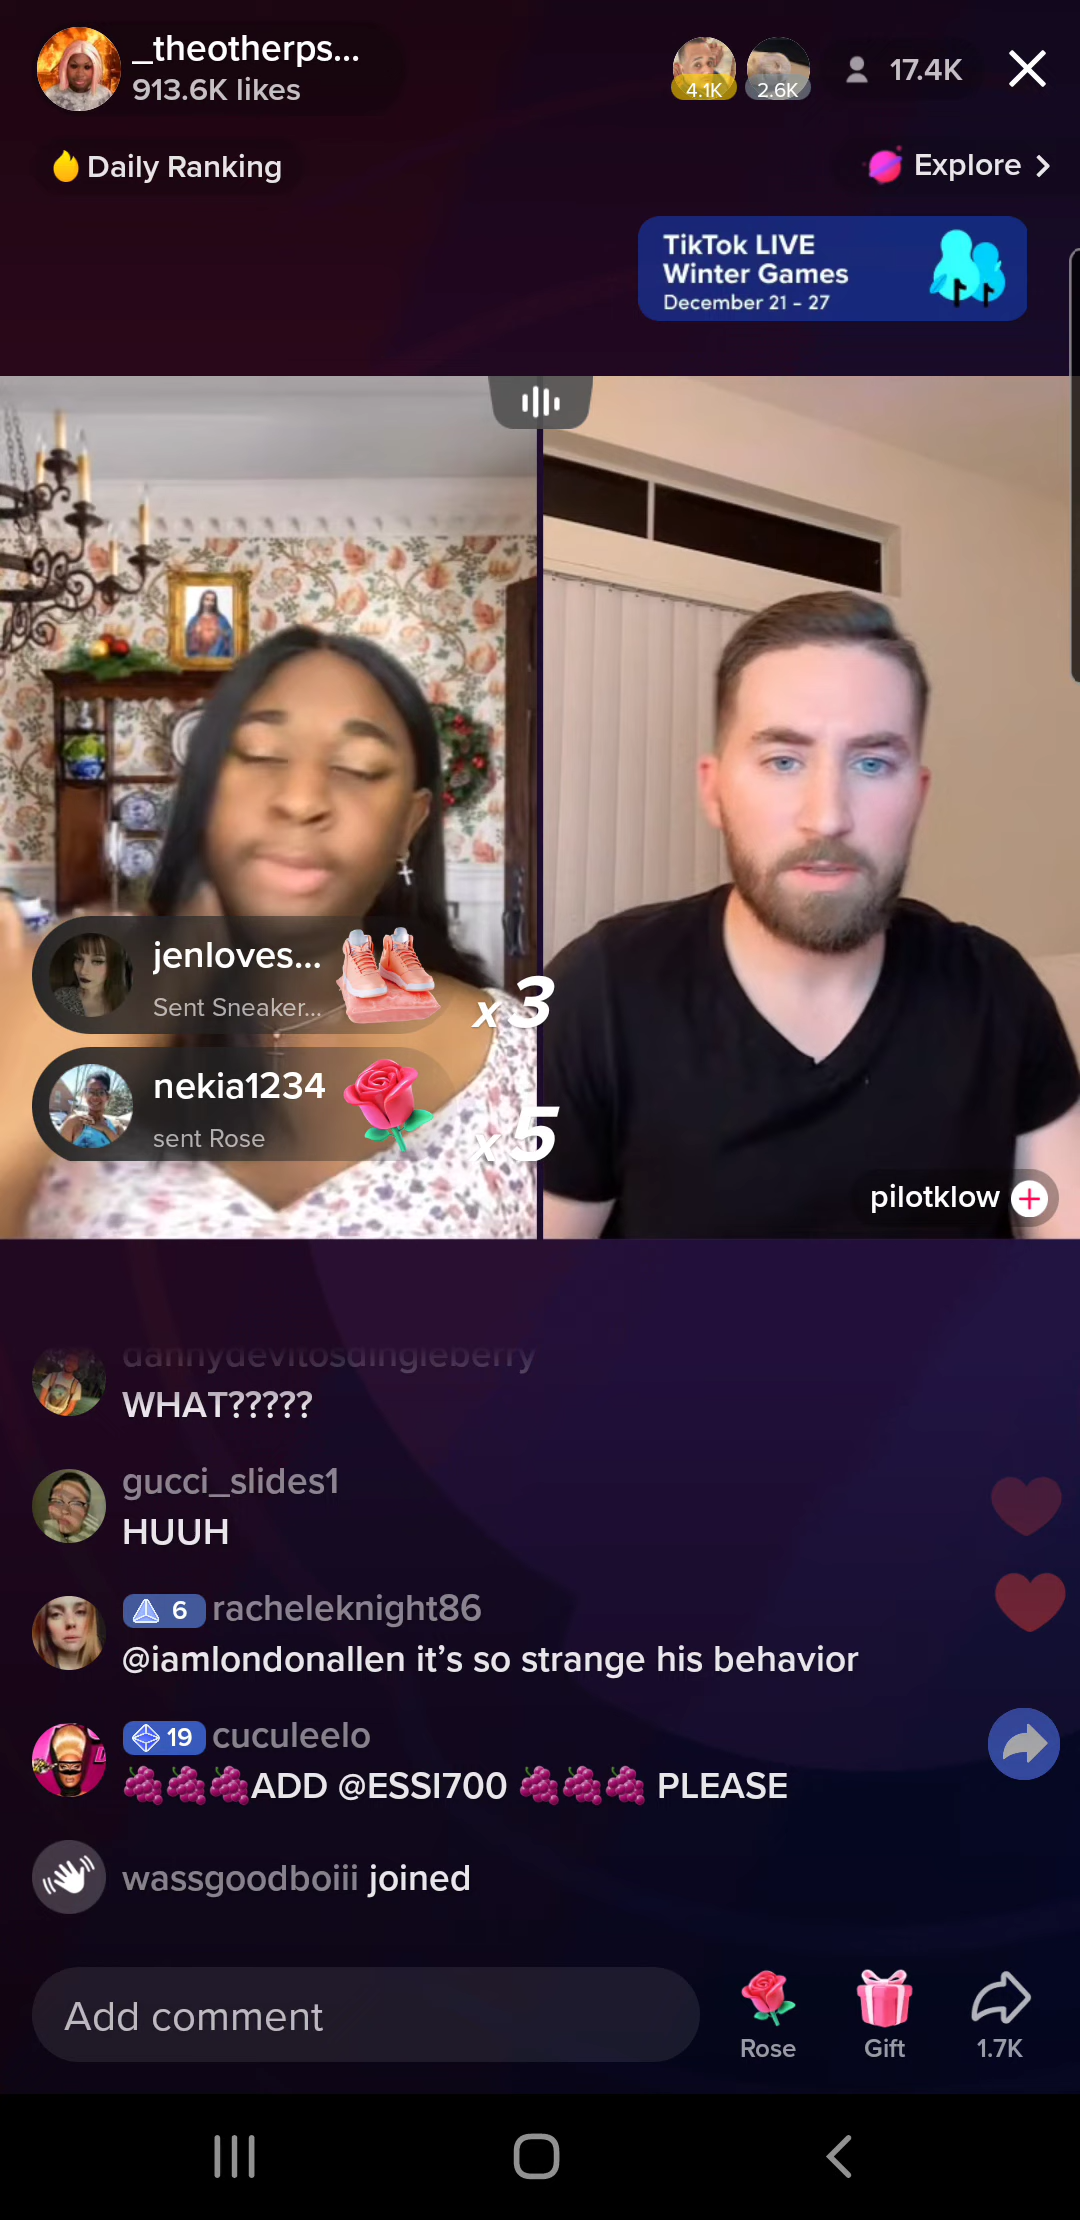 _theotherps...
913.6K likes
4.1K
2.6K
17.4K
Daily Ranking
Explore >
TikTok LIVE
Winter Games
December 21 - 27
jenloves...
Sent Sneaker...
x3
nekia1234
sent Rose
x5
pilotklow
dannydevitosdingleberry
WHAT?????
gucci_slides1
HUUH
6 racheleknight86
@iamlondonallen it's so strange his behavior
19 cuculeelo
🍇🍇🍇ADD @ESSI700 🍇🍇🍇 PLEASE
wassgoodboiii joined
Add comment
Rose
Gift
1.7K